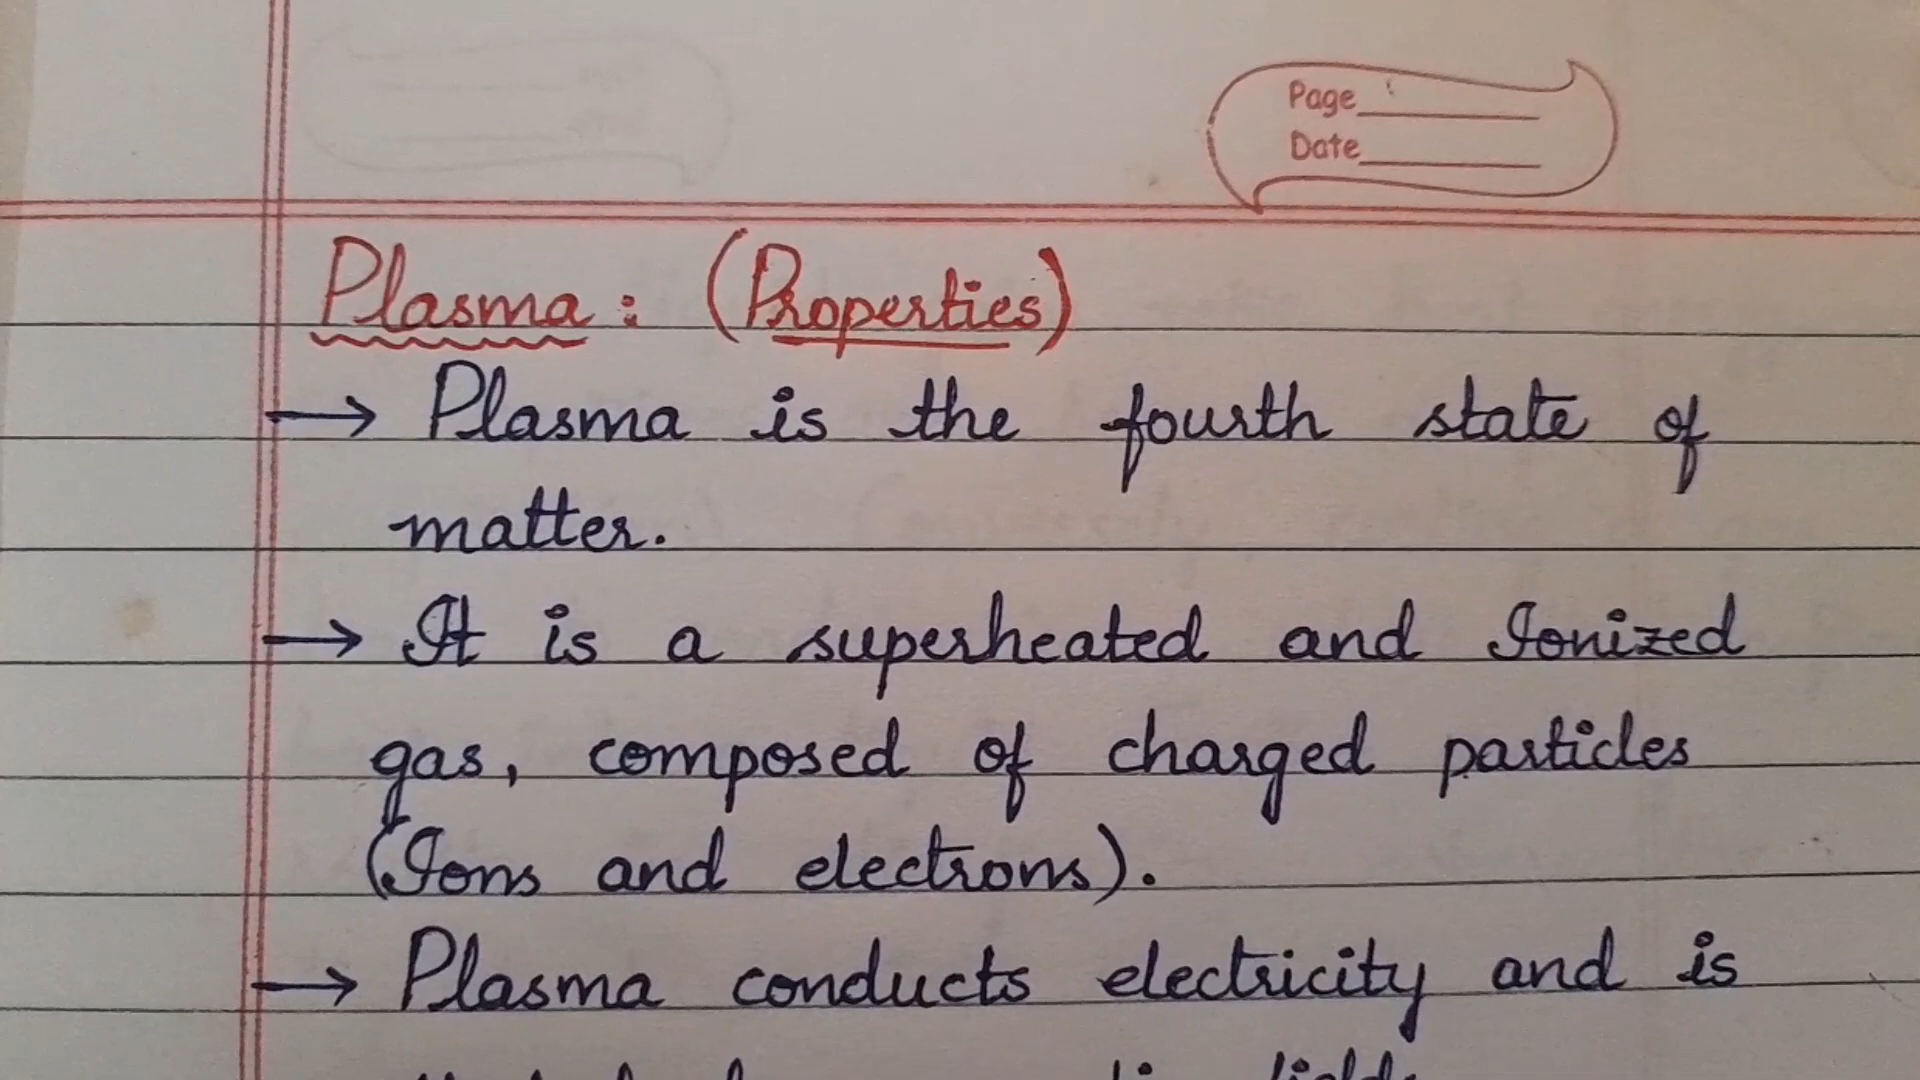 Page
Date
Plasma: (Properties)
→ Plasma is the fourth state of
matter.
→ It is a superheated and Ionized
gas, composed of charged particles
(Ions and electrons).
→ Plasma conducts electricity and is